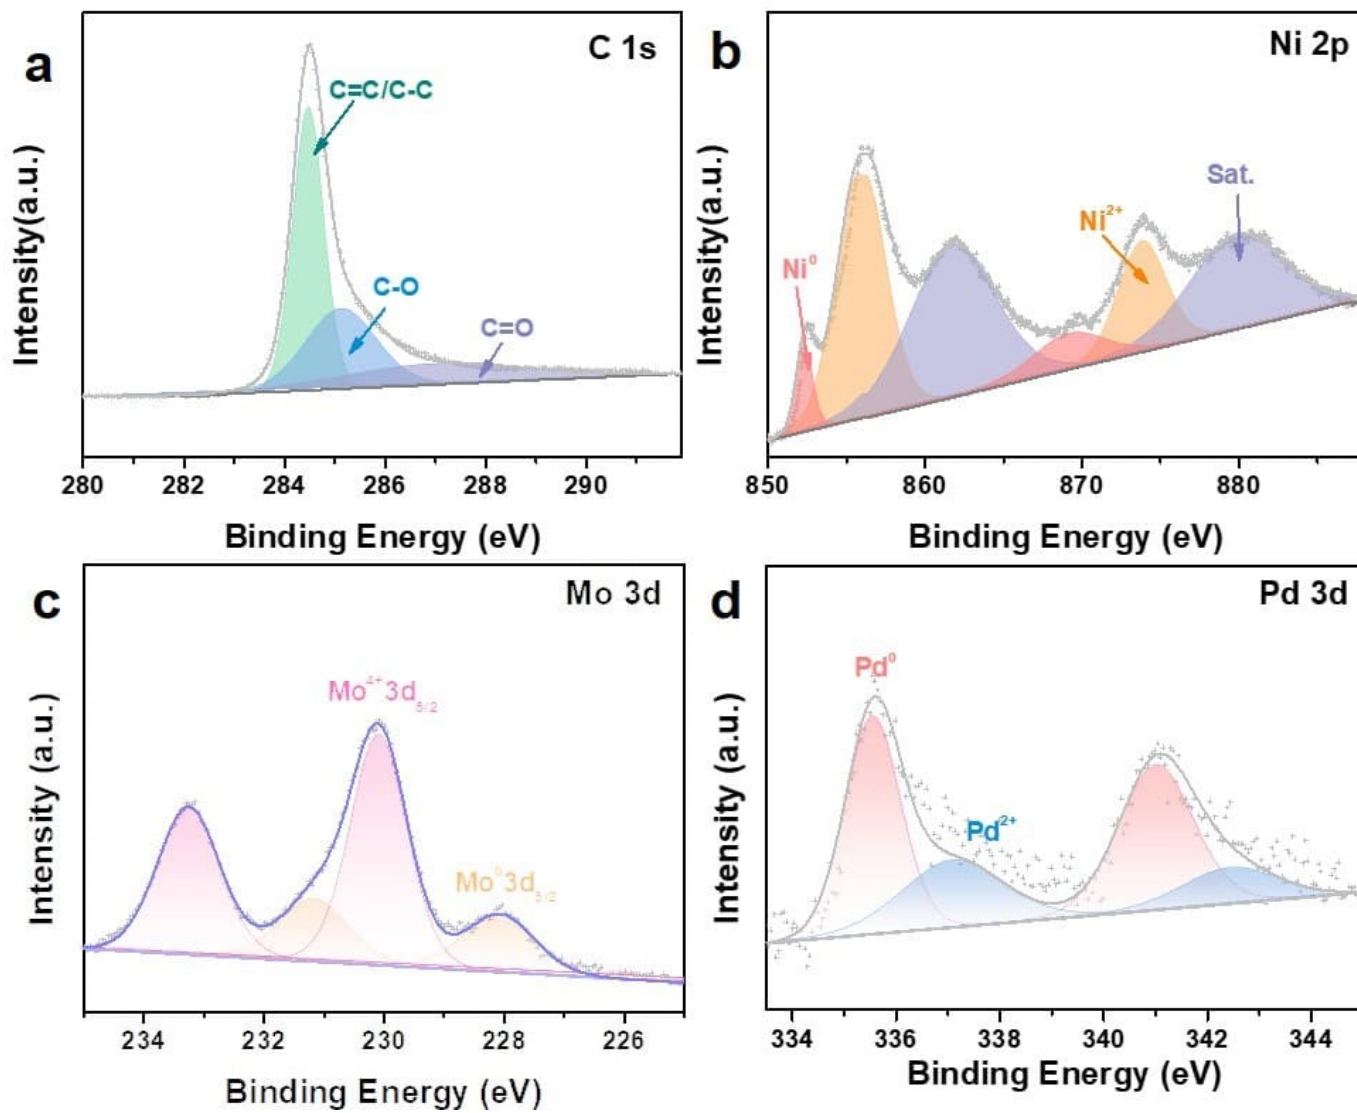 a
C 1s
C=C/C-C
C-O
C=O
Intensity(a.u.)
280 282 284 286 288 290
Binding Energy (eV)
b
Ni 2p
Ni⁰
Ni²⁺
Sat.
Intensity(a.u.)
850 860 870 880
Binding Energy (eV)
c
Mo 3d
Mo⁴⁺3d₅/₂
Mo⁰3d₅/₂
Intensity (a.u.)
234 232 230 228 226
Binding Energy (eV)
d
Pd 3d
Pd⁰
Pd²⁺
Intensity (a.u.)
334 336 338 340 342 344
Binding Energy (eV)